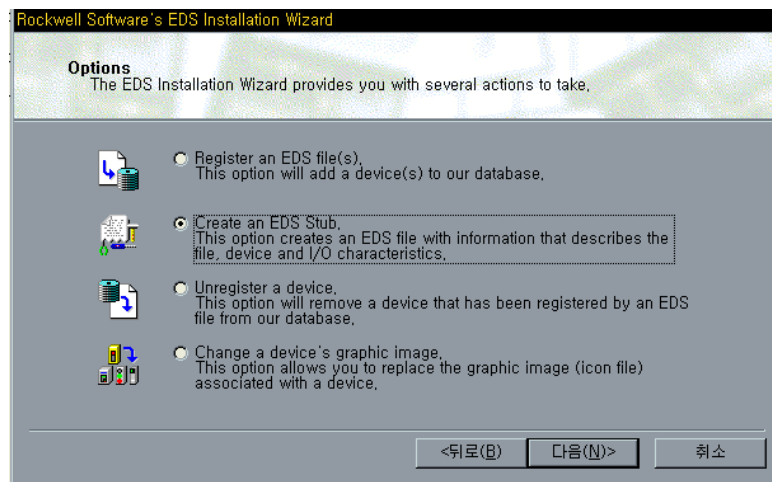 Rockwell Software's EDS Installation Wizard
Options
The EDS Installation Wizard provides you with several actions to take.
Register an EDS file(s).
This option will add a device(s) to our database.
Create an EDS Stub.
This option creates an EDS file with information that describes the
file, device and I/O characteristics.
Unregister a device.
This option will remove a device that has been registered by an EDS
file from our database.
Change a device's graphic image.
This option allows you to replace the graphic image (icon file)
associated with a device.
<뒤로(B) 다음(N)> 취소